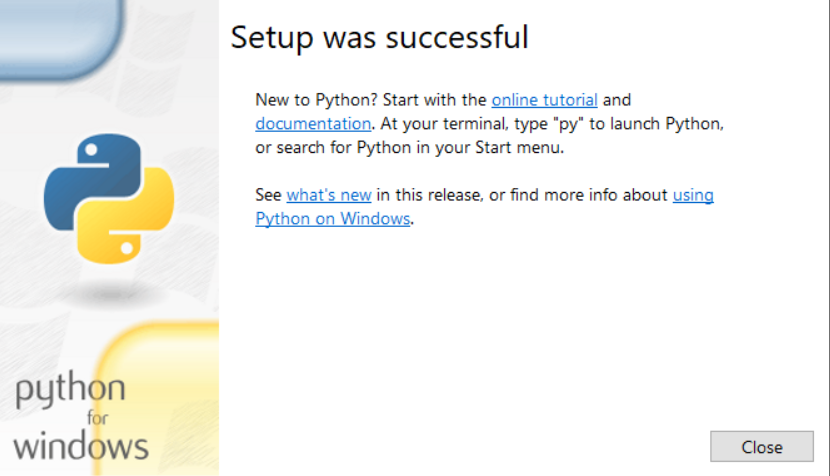 Setup was successful
New to Python? Start with the online tutorial and
documentation. At your terminal, type "py" to launch Python,
or search for Python in your Start menu.
See what's new in this release, or find more info about using
Python on Windows.
python
for
windows
Close